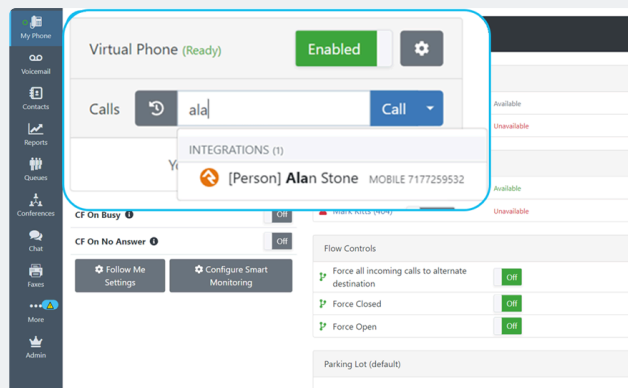 My Phone
Voicemail
Contacts
Reports
Queues
Conferences
Chat
Faxes
More
Admin
Virtual Phone (Ready)
Enabled
Calls
ala
Call
INTEGRATIONS (1)
[Person] Alan Stone MOBILE 7177259532
Available
Unavailable
Available
Mark Ritts (404)
Unavailable
CF On Busy
Off
CF On No Answer
Off
Follow Me
Settings
Configure Smart
Monitoring
Flow Controls
Force all incoming calls to alternate
destination
Off
Force Closed
Off
Force Open
Off
Parking Lot (default)